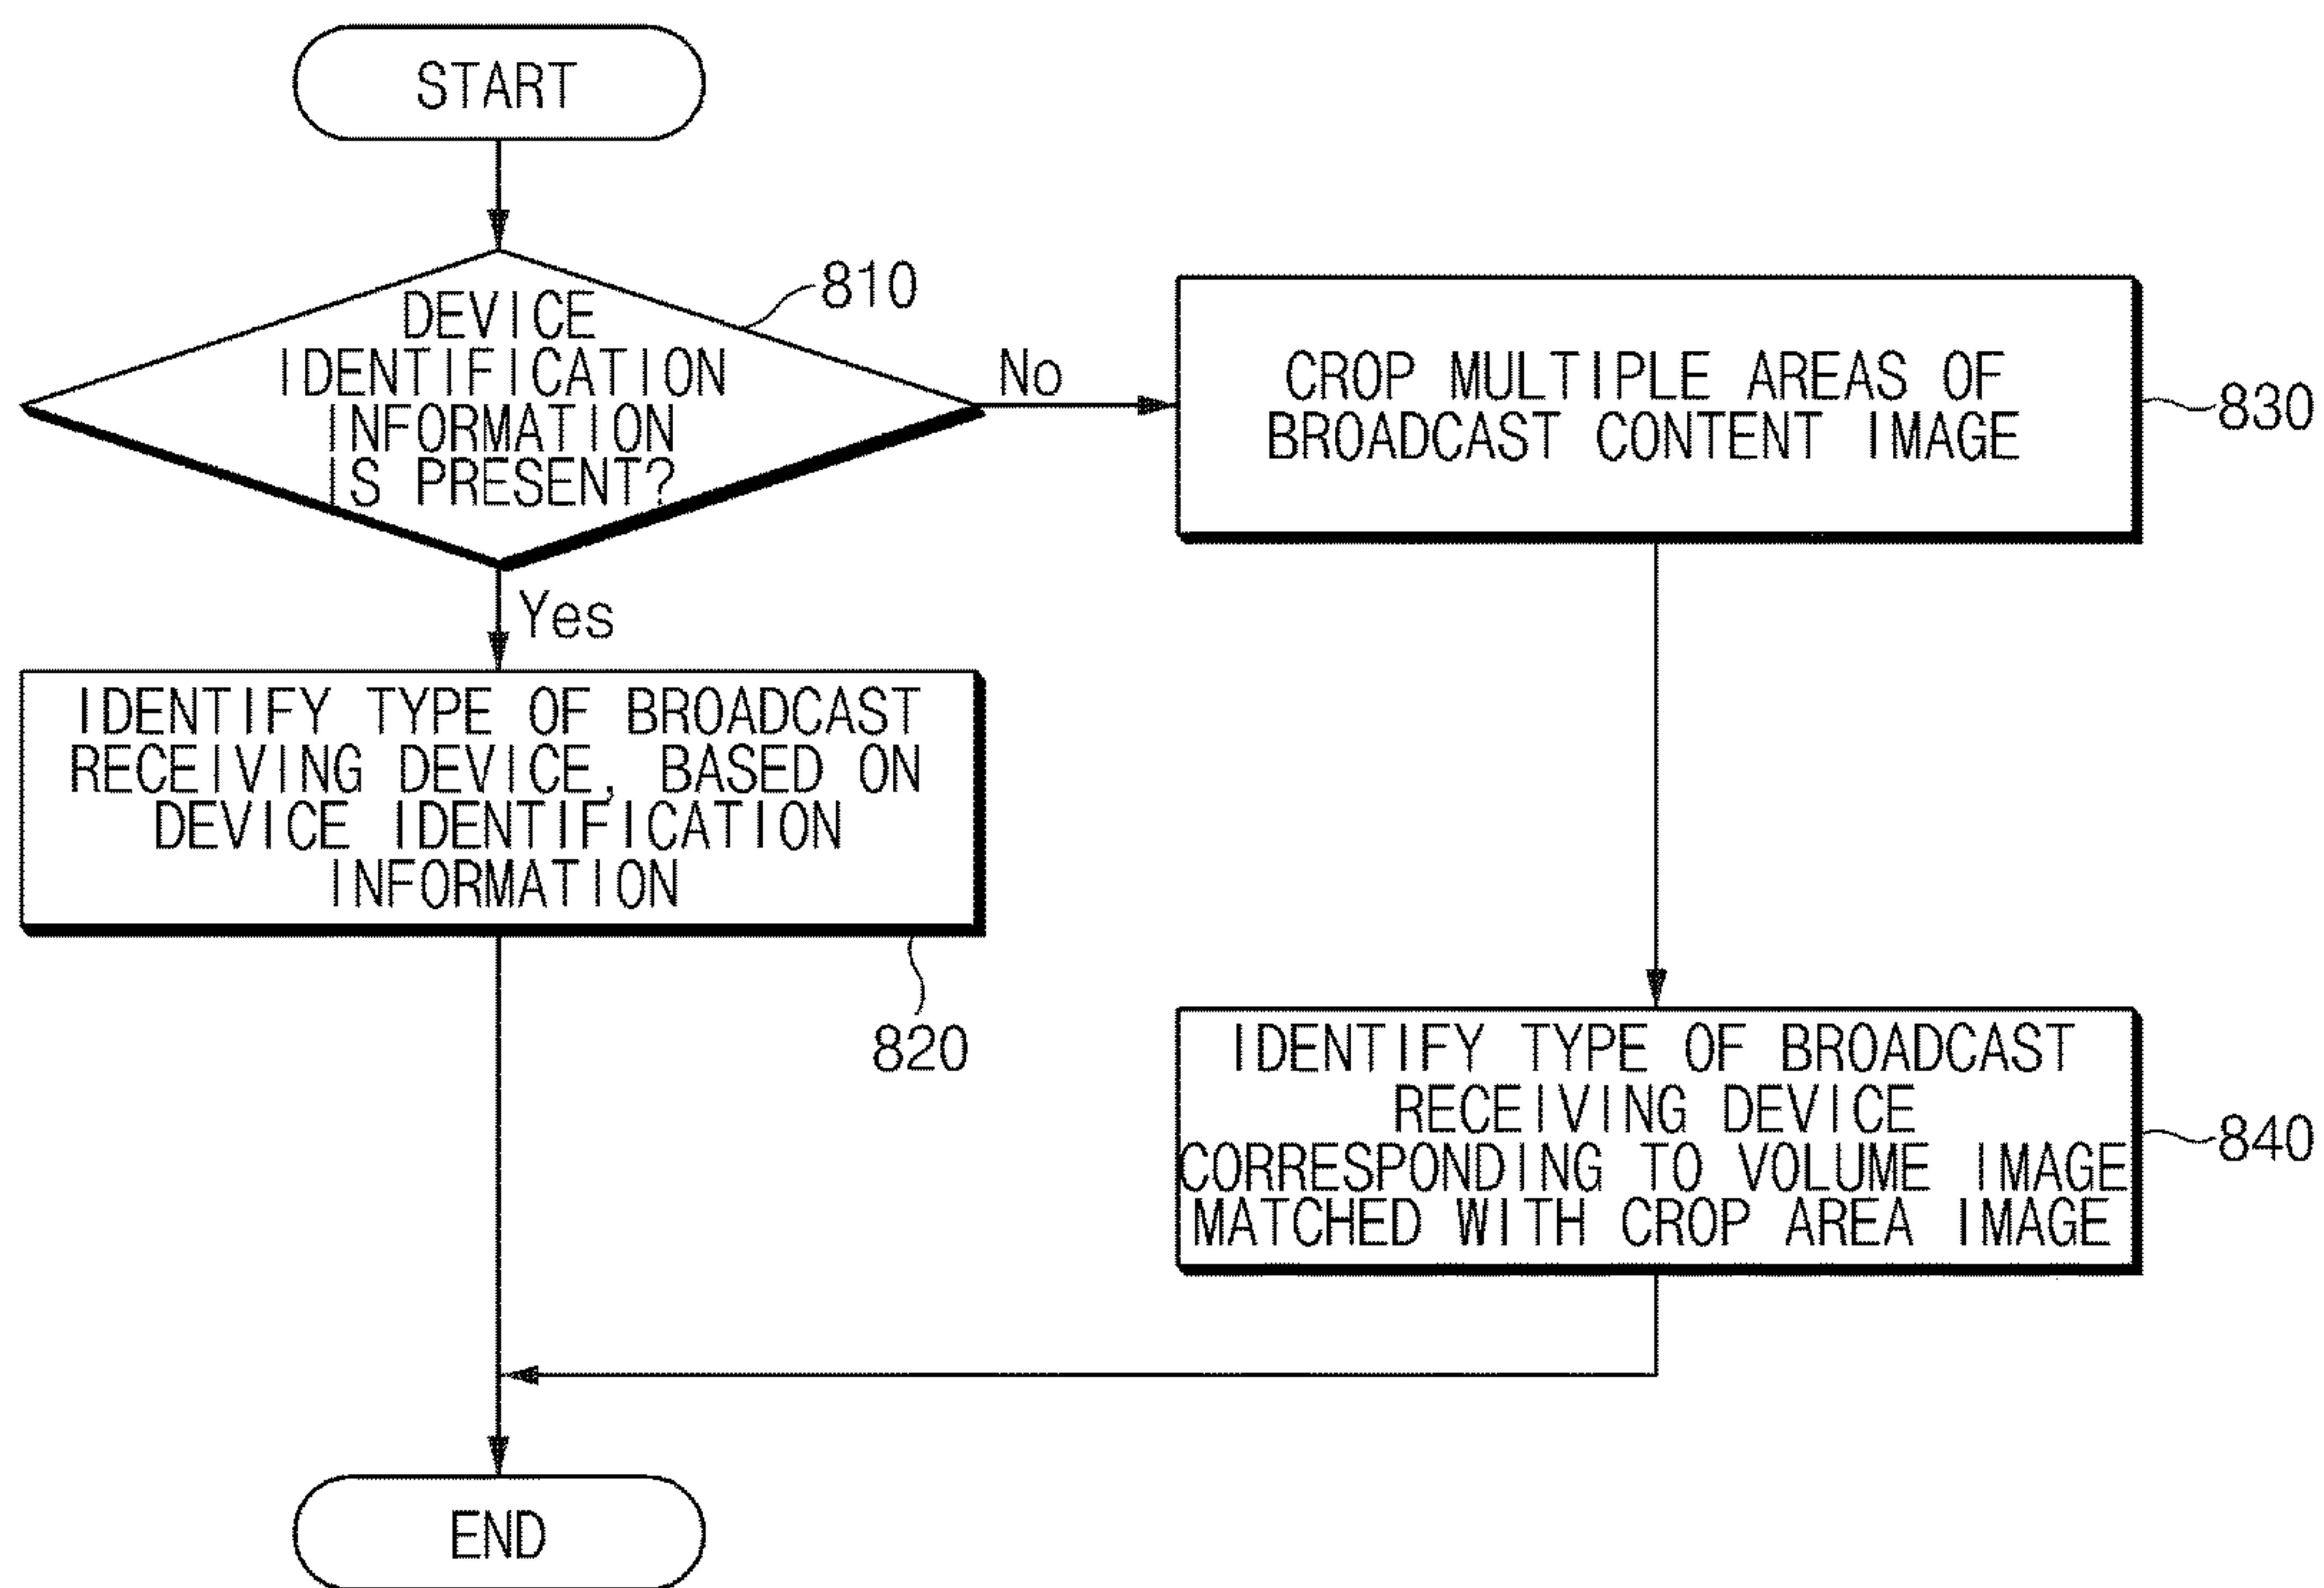 START
DEVICE
IDENTIFICATION
INFORMATION
IS PRESENT?
810
No
Yes
CROP MULTIPLE AREAS OF
BROADCAST CONTENT IMAGE
830
IDENTIFY TYPE OF BROADCAST
RECEIVING DEVICE, BASED ON
DEVICE IDENTIFICATION
INFORMATION
820
IDENTIFY TYPE OF BROADCAST
RECEIVING DEVICE
CORRESPONDING TO VOLUME IMAGE
MATCHED WITH CROP AREA IMAGE
840
END